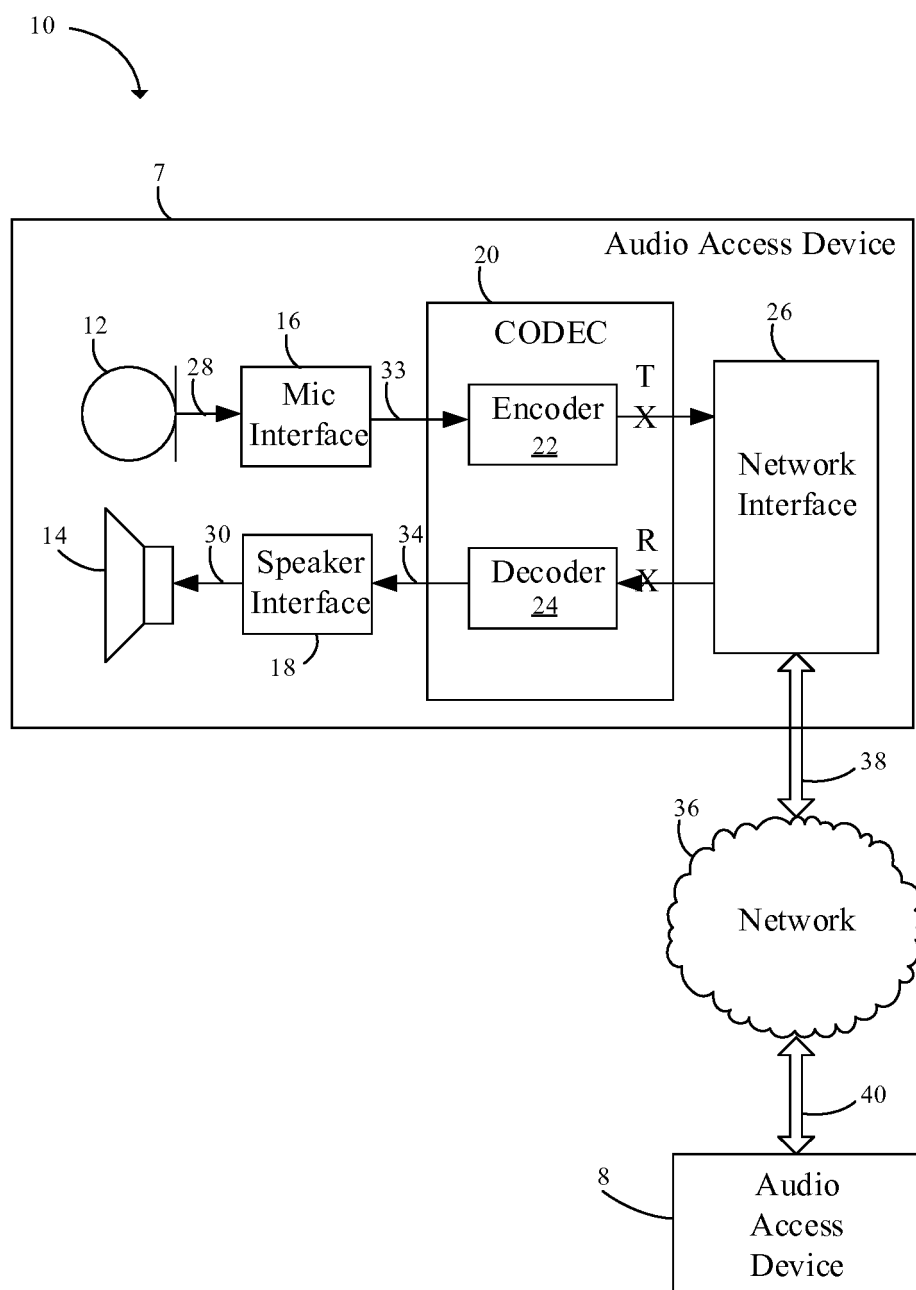 10
7
Audio Access Device
20
12
16
26
CODEC
28
33
T
X
Mic
Interface
Encoder
22
Network
Interface
14
30
34
R
X
Speaker
Interface
Decoder
24
18
38
36
Network
40
8
Audio
Access
Device